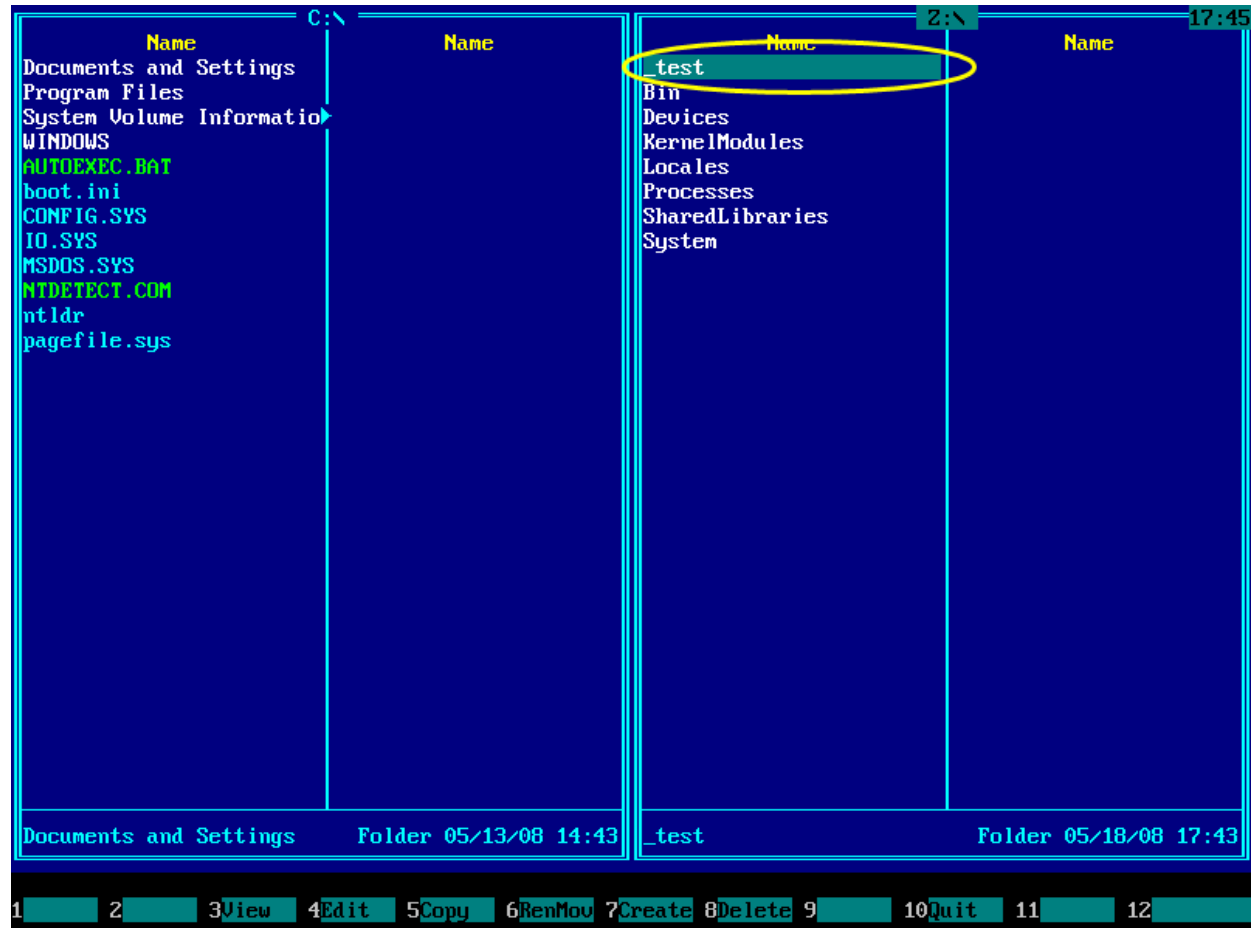 C:\
Z:\
17:45
Name Name
Name Name
Documents and Settings
Program Files
System Volume Informatio
WINDOWS
AUTOEXEC.BAT
boot.ini
CONFIG.SYS
IO.SYS
MSDOS.SYS
NTDETECT.COM
ntldr
pagefile.sys
_test
Bin
Devices
KernelModules
Locales
Processes
SharedLibraries
System
Documents and Settings Folder 05/13/08 14:43
_test Folder 05/18/08 17:43
1 2 3View 4Edit 5Copy 6RenMov 7Create 8Delete 9 10Quit 11 12